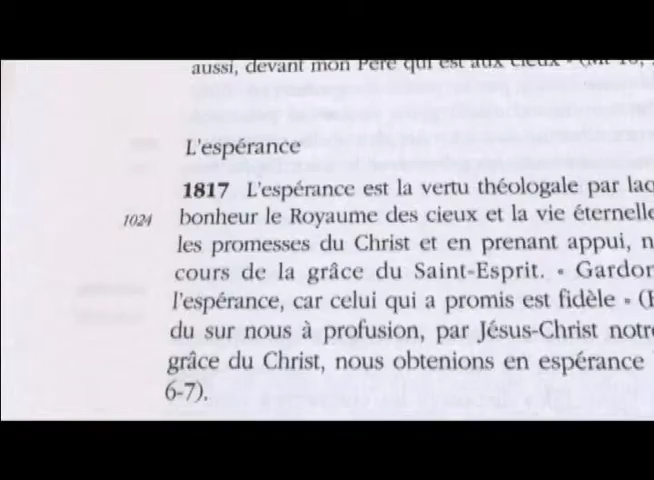 aussi, devant mon Père qui est aux cieux » (Mt 10,
L'espérance
1817 L'espérance est la vertu théologale par
1024 bonheur le Royaume des cieux et la vie éternelle
les promesses du Christ et en prenant appui, n
cours de la grâce du Saint-Esprit. « Gardon
l'espérance, car celui qui a promis est fidèle » (
du sur nous à profusion, par Jésus-Christ notre
grâce du Christ, nous obtenions en espérance
6-7).